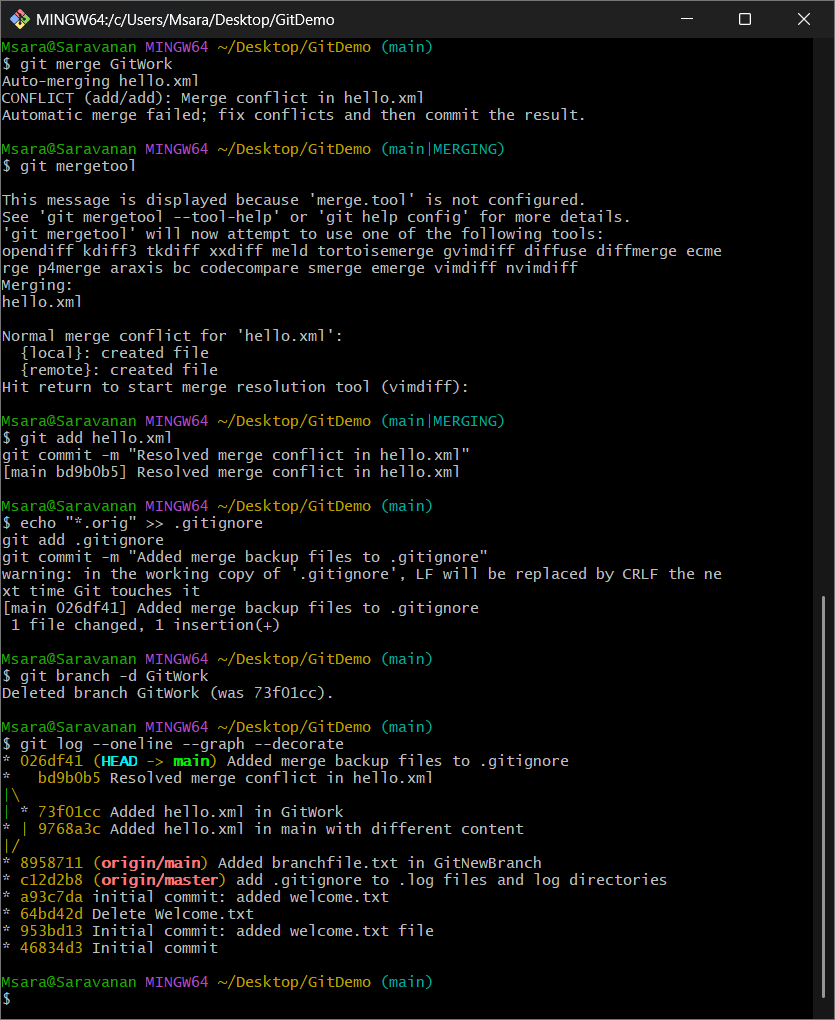 MINGW64:/c/Users/Msara/Desktop/GitDemo
Msara@Saravanan MINGW64 ~/Desktop/GitDemo (main)
$ git merge GitWork
Auto-merging hello.xml
CONFLICT (add/add): Merge conflict in hello.xml
Automatic merge failed; fix conflicts and then commit the result.
Msara@Saravanan MINGW64 ~/Desktop/GitDemo (main|MERGING)
$ git mergetool
This message is displayed because 'merge.tool' is not configured.
See 'git mergetool --tool-help' or 'git help config' for more details.
'git mergetool' will now attempt to use one of the following tools:
opendiff kdiff3 tkdiff xxdiff meld tortoisemerge gvimdiff diffuse diffmerge ecme
rge p4merge araxis bc codecompare smerge emerge vimdiff nvimdiff
Merging:
hello.xml
Normal merge conflict for 'hello.xml':
  {local}: created file
  {remote}: created file
Hit return to start merge resolution tool (vimdiff):
Msara@Saravanan MINGW64 ~/Desktop/GitDemo (main|MERGING)
$ git add hello.xml
git commit -m "Resolved merge conflict in hello.xml"
[main bd9b0b5] Resolved merge conflict in hello.xml
Msara@Saravanan MINGW64 ~/Desktop/GitDemo (main)
$ echo "*.orig" >> .gitignore
git add .gitignore
git commit -m "Added merge backup files to .gitignore"
warning: in the working copy of '.gitignore', LF will be replaced by CRLF the ne
xt time Git touches it
[main 026df41] Added merge backup files to .gitignore
 1 file changed, 1 insertion(+)
Msara@Saravanan MINGW64 ~/Desktop/GitDemo (main)
$ git branch -d GitWork
Deleted branch GitWork (was 73f01cc).
Msara@Saravanan MINGW64 ~/Desktop/GitDemo (main)
$ git log --oneline --graph --decorate
* 026df41 (HEAD -> main) Added merge backup files to .gitignore
*   bd9b0b5 Resolved merge conflict in hello.xml
|\
| * 73f01cc Added hello.xml in GitWork
* | 9768a3c Added hello.xml in main with different content
|/
* 8958711 (origin/main) Added branchfile.txt in GitNewBranch
* c12d2b8 (origin/master) add .gitignore to .log files and log directories
* a93c7da initial commit: added welcome.txt
* 64bd42d Delete Welcome.txt
* 953bd13 Initial commit: added welcome.txt file
* 46834d3 Initial commit
Msara@Saravanan MINGW64 ~/Desktop/GitDemo (main)
$